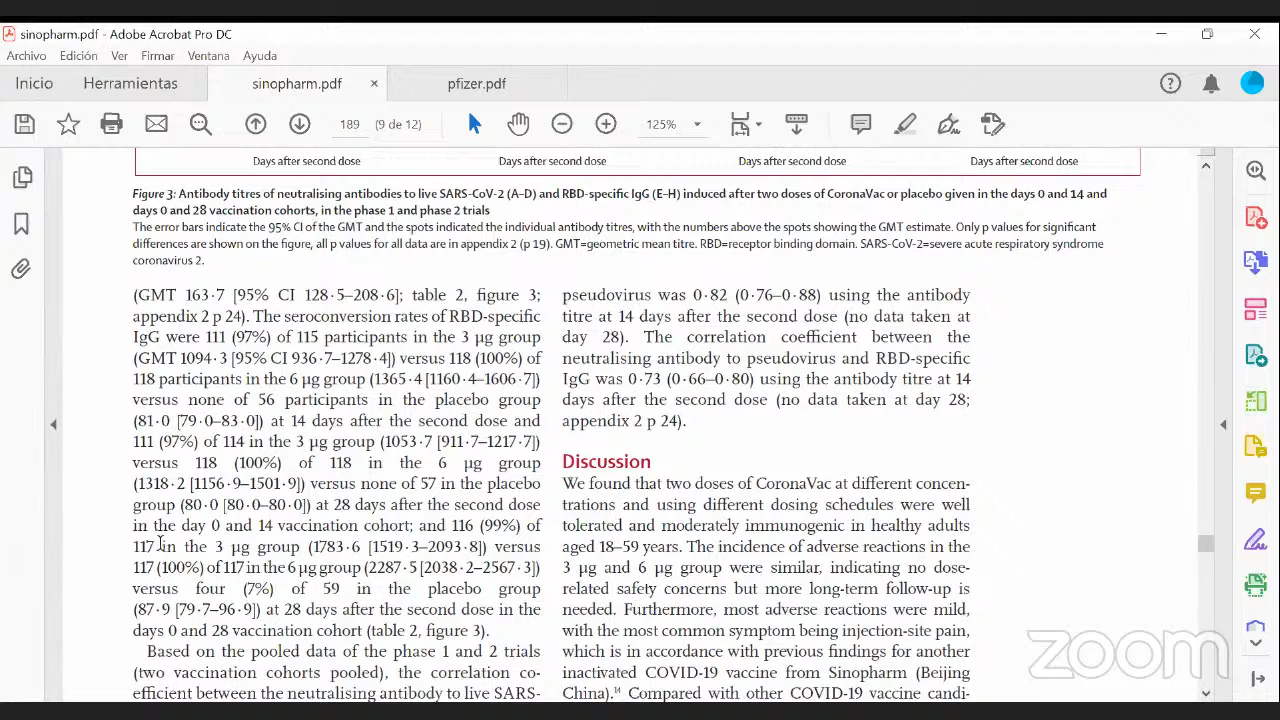 sinopharm.pdf - Adobe Acrobat Pro DC
Archivo Edición Ver Firmar Ventana Ayuda
Inicio Herramientas sinopharm.pdf × pfizer.pdf
189 (9 de 12) 125%
Days after second dose Days after second dose Days after second dose Days after second dose
Figure 3: Antibody titres of neutralising antibodies to live SARS-CoV-2 (A–D) and RBD-specific IgG (E–H) induced after two doses of CoronaVac or placebo given in the days 0 and 14 and
days 0 and 28 vaccination cohorts, in the phase 1 and phase 2 trials
The error bars indicate the 95% CI of the GMT and the spots indicated the individual antibody titres, with the numbers above the spots showing the GMT estimate. Only p values for significant
differences are shown on the figure, all p values for all data are in appendix 2 (p 19). GMT=geometric mean titre. RBD=receptor binding domain. SARS-CoV-2=severe acute respiratory syndrome
coronavirus 2.
(GMT 163·7 [95% CI 128·5–208·6]; table 2, figure 3;
appendix 2 p 24). The seroconversion rates of RBD-specific
IgG were 111 (97%) of 115 participants in the 3 µg group
(GMT 1094·3 [95% CI 936·7–1278·4]) versus 118 (100%) of
118 participants in the 6 µg group (1365·4 [1160·4–1606·7])
versus none of 56 participants in the placebo group
(81·0 [79·0–83·0]) at 14 days after the second dose and
111 (97%) of 114 in the 3 µg group (1053·7 [911·7–1217·7])
versus 118 (100%) of 118 in the 6 µg group
(1318·2 [1156·9–1501·9]) versus none of 57 in the placebo
group (80·0 [80·0–80·0]) at 28 days after the second dose
in the day 0 and 14 vaccination cohort; and 116 (99%) of
117 in the 3 µg group (1783·6 [1519·3–2093·8]) versus
117 (100%) of 117 in the 6 µg group (2287·5 [2038·2–2567·3])
versus four (7%) of 59 in the placebo group
(87·9 [79·7–96·9]) at 28 days after the second dose in the
days 0 and 28 vaccination cohort (table 2, figure 3).
Based on the pooled data of the phase 1 and 2 trials
(two vaccination cohorts pooled), the correlation co-
efficient between the neutralising antibody to live SARS-
pseudovirus was 0·82 (0·76–0·88) using the antibody
titre at 14 days after the second dose (no data taken at
day 28). The correlation coefficient between the
neutralising antibody to pseudovirus and RBD-specific
IgG was 0·73 (0·66–0·80) using the antibody titre at 14
days after the second dose (no data taken at day 28;
appendix 2 p 24).
Discussion
We found that two doses of CoronaVac at different concen-
trations and using different dosing schedules were well
tolerated and moderately immunogenic in healthy adults
aged 18–59 years. The incidence of adverse reactions in the
3 µg and 6 µg group were similar, indicating no dose-
related safety concerns but more long-term follow-up is
needed. Furthermore, most adverse reactions were mild,
with the most common symptom being injection-site pain,
which is in accordance with previous findings for another
inactivated COVID-19 vaccine from Sinopharm (Beijing
China).¹⁴ Compared with other COVID-19 vaccine candi-
zoom